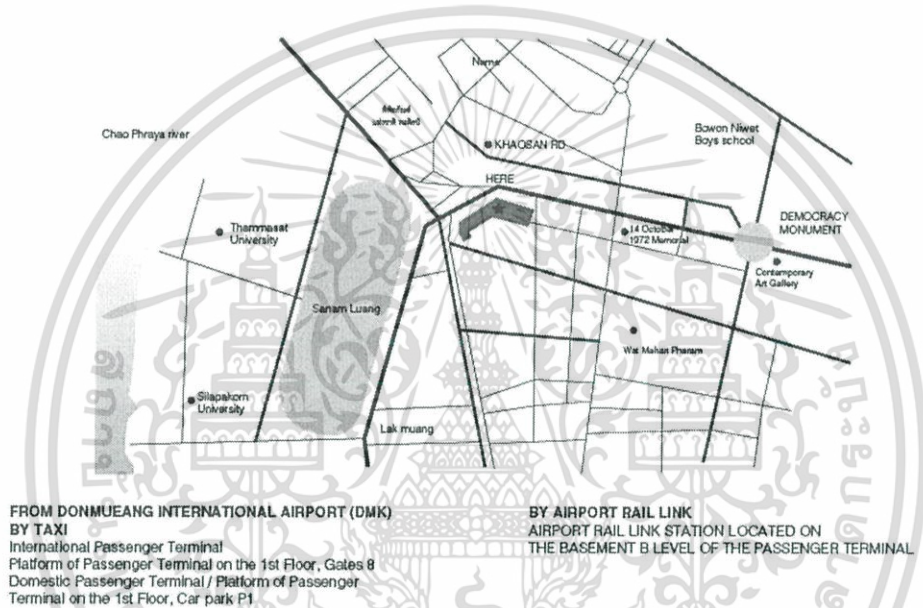 Name
Chao Phraya river
KHAOSAN RD
Bowon Niwet
Boys school
HERE
Thammasat
University
14 October
1972 Memorial
DEMOCRACY
MONUMENT
Contemporary
Art Gallery
Sanam Luang
Wat Mahan Pharam
Silapakorn
University
Lak muang
FROM DONMUEANG INTERNATIONAL AIRPORT (DMK)
BY TAXI
International Passenger Terminal
Platform of Passenger Terminal on the 1st Floor, Gates 8
Domestic Passenger Terminal / Platform of Passenger
Terminal on the 1st Floor, Car park P1
BY AIRPORT RAIL LINK
AIRPORT RAIL LINK STATION LOCATED ON
THE BASEMENT B LEVEL OF THE PASSENGER TERMINAL